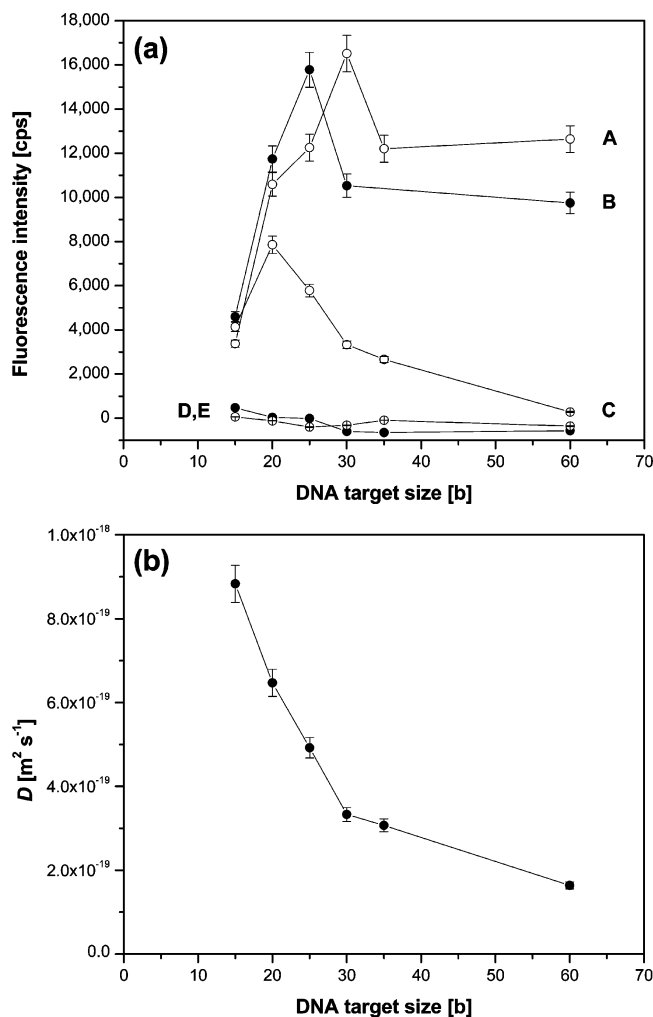 (a)
Fluorescence intensity [cps]
18,000
16,000
14,000
12,000
10,000
8,000
6,000
4,000
2,000
0
A
B
C
D,E
0 10 20 30 40 50 60 70
DNA target size [b]
(b)
D [m² s⁻¹]
1.0x10⁻¹⁸
8.0x10⁻¹⁹
6.0x10⁻¹⁹
4.0x10⁻¹⁹
2.0x10⁻¹⁹
0.0
0 10 20 30 40 50 60 70
DNA target size [b]